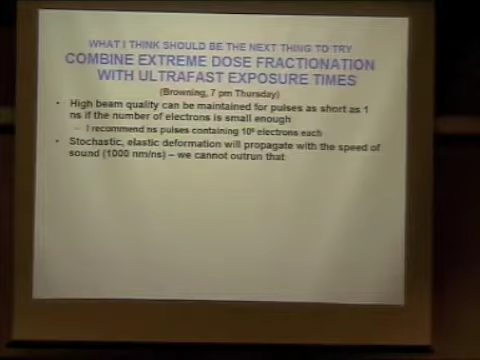 WHAT I THINK SHOULD BE THE NEXT THING TO TRY
COMBINE EXTREME DOSE FRACTIONATION
WITH ULTRAFAST EXPOSURE TIMES
(Browning, 7 pm Thursday)
• High beam quality can be maintained for pulses as short as 1
ns if the number of electrons is small enough
– I recommend ns pulses containing electrons each
• Stochastic, elastic deformation will propagate with the speed of
sound (1000 nm/ns) – we cannot outrun that